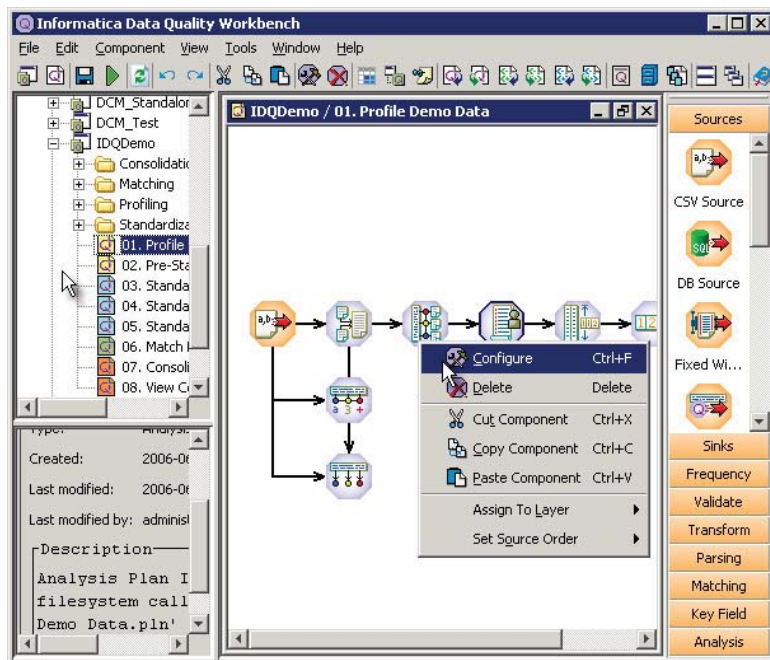 Informatica Data Quality Workbench
File Edit Component View Tools Window Help
DCM_Standalor
DCM_Test
IDQDemo
Consolidatic
Matching
Profiling
Standardiza
01. Profile
02. Pre-Sta
03. Standa
04. Standa
05. Standa
06. Match
07. Consoli
08. View C
Created: 2006-06
Last modified: 2006-06
Last modified by: administ
Description
Analysis Plan I
filesystem call
Demo Data.pln'
IDQDemo / 01. Profile Demo Data
a,b
a 3 +
Configure Ctrl+F
Delete Delete
Cut Component Ctrl+X
Copy Component Ctrl+C
Paste Component Ctrl+V
Assign To Layer
Set Source Order
Sources
a,b
CSV Source
SQL
DB Source
Fixed Wi...
Sinks
Frequency
Validate
Transform
Parsing
Matching
Key Field
Analysis